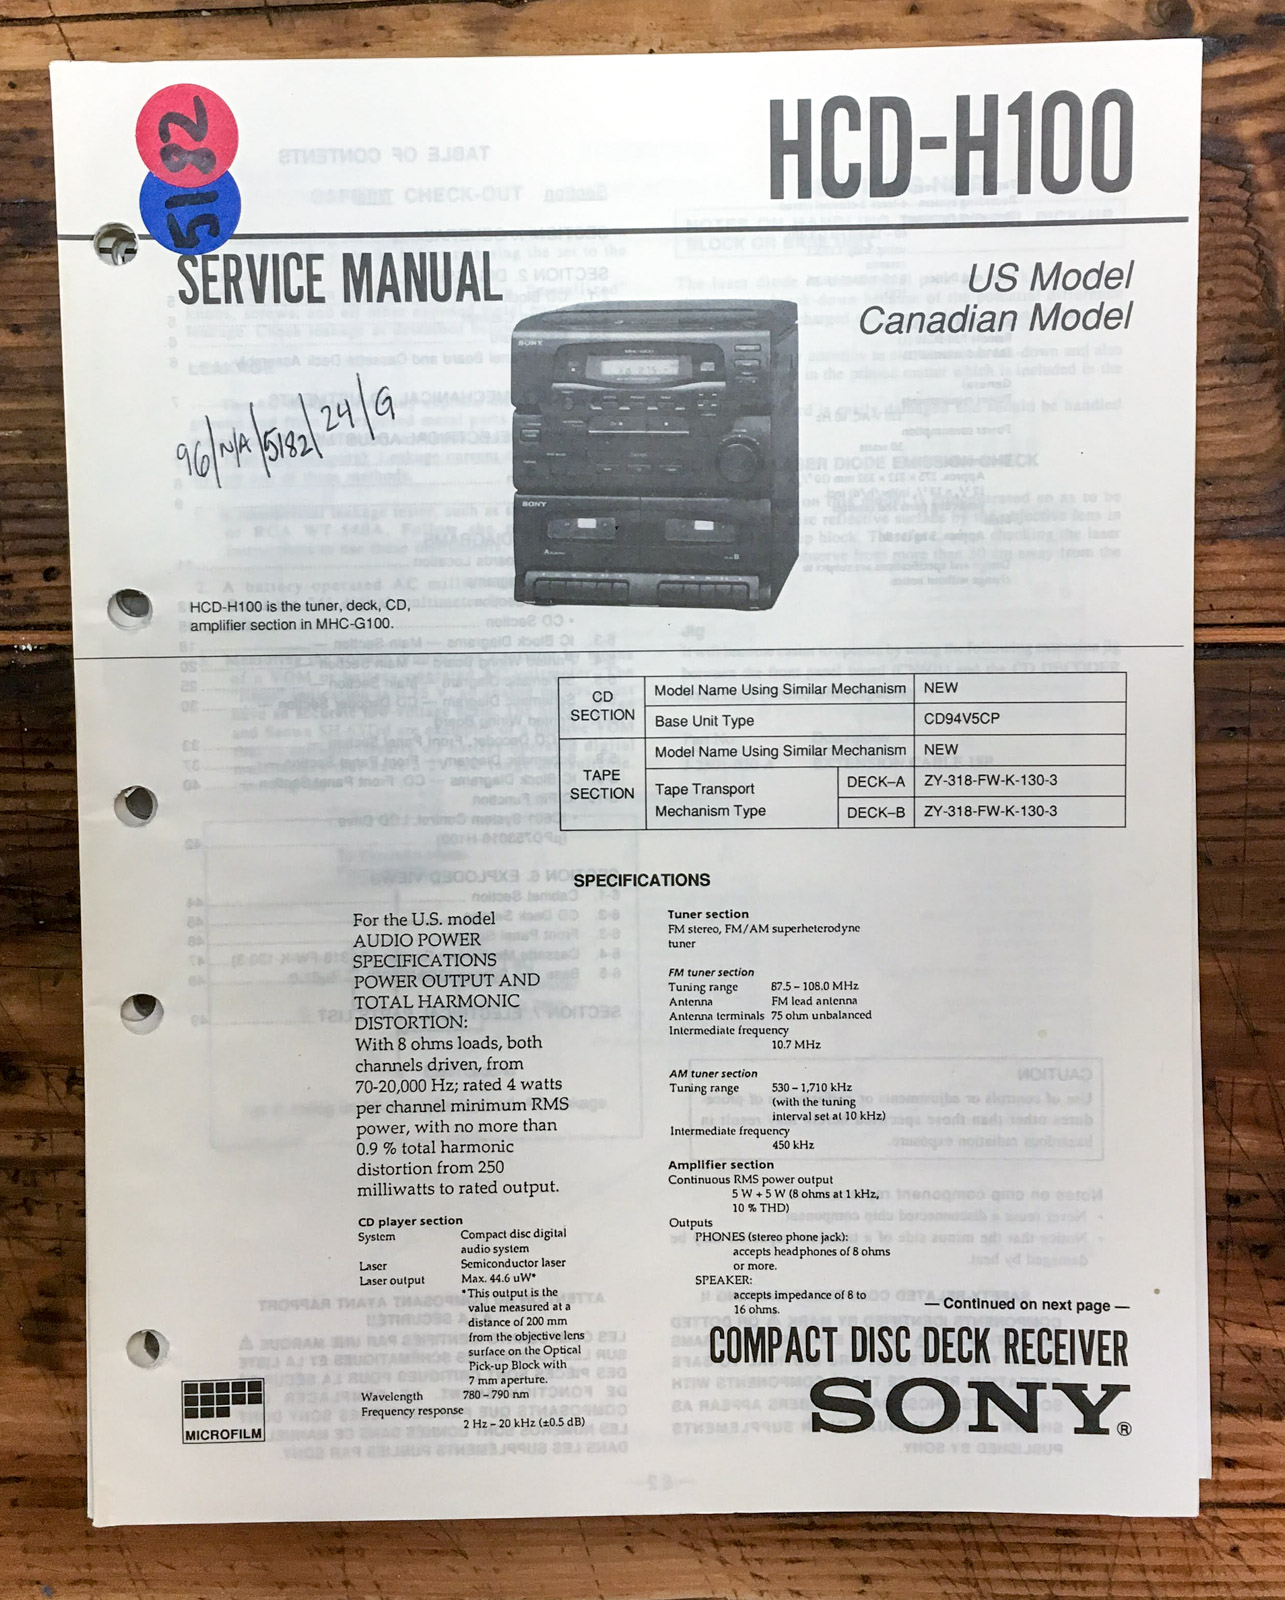 5182
HCD-H100
SERVICE MANUAL
US Model
Canadian Model
96/N/A/5182/24/G
SONY
SONY
HCD-H100 is the tuner, deck, CD,
amplifier section in MHC-G100.
CD SECTION Model Name Using Similar Mechanism NEW
Base Unit Type CD94V5CP
TAPE SECTION Model Name Using Similar Mechanism NEW
Tape Transport Mechanism Type DECK–A ZY-318-FW-K-130-3
DECK–B ZY-318-FW-K-130-3
SPECIFICATIONS
For the U.S. model
AUDIO POWER
SPECIFICATIONS
POWER OUTPUT AND
TOTAL HARMONIC
DISTORTION:
With 8 ohms loads, both
channels driven, from
70-20,000 Hz; rated 4 watts
per channel minimum RMS
power, with no more than
0.9 % total harmonic
distortion from 250
milliwatts to rated output.
CD player section
System Compact disc digital
audio system
Laser Semiconductor laser
Laser output Max. 44.6 uW*
*This output is the
value measured at a
distance of 200 mm
from the objective lens
surface on the Optical
Pick-up Block with
7 mm aperture.
Wavelength 780 – 790 nm
Frequency response
2 Hz – 20 kHz (±0.5 dB)
Tuner section
FM stereo, FM/AM superheterodyne
tuner
FM tuner section
Tuning range 87.5 – 108.0 MHz
Antenna FM lead antenna
Antenna terminals 75 ohm unbalanced
Intermediate frequency
10.7 MHz
AM tuner section
Tuning range 530 – 1,710 kHz
(with the tuning
interval set at 10 kHz)
Intermediate frequency
450 kHz
Amplifier section
Continuous RMS power output
5 W + 5 W (8 ohms at 1 kHz,
10 % THD)
Outputs
PHONES (stereo phone jack):
accepts headphones of 8 ohms
or more.
SPEAKER:
accepts impedance of 8 to
16 ohms.
— Continued on next page —
COMPACT DISC DECK RECEIVER
SONY®
MICROFILM